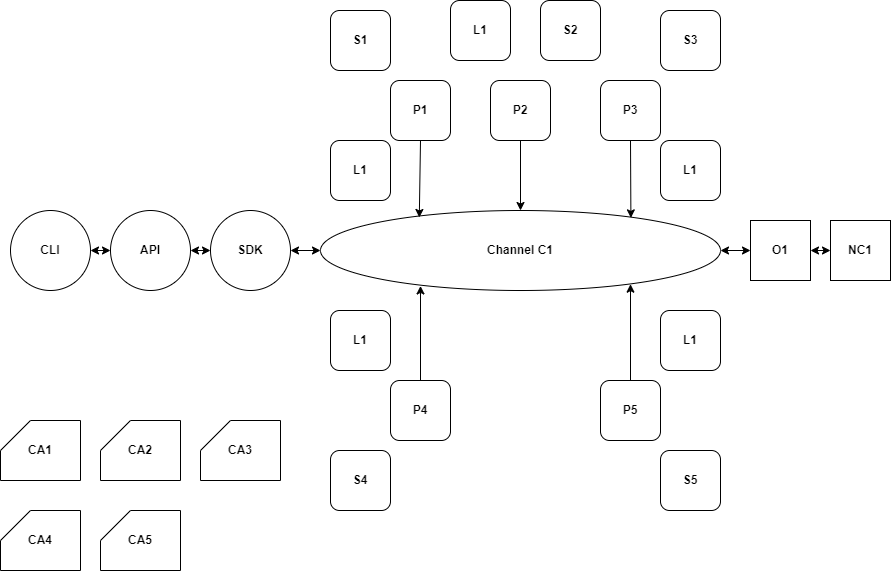 S1
L1
S2
S3
P1
P2
P3
L1
L1
CLI
API
SDK
Channel C1
O1
NC1
L1
L1
P4
P5
CA1
CA2
CA3
S4
S5
CA4
CA5